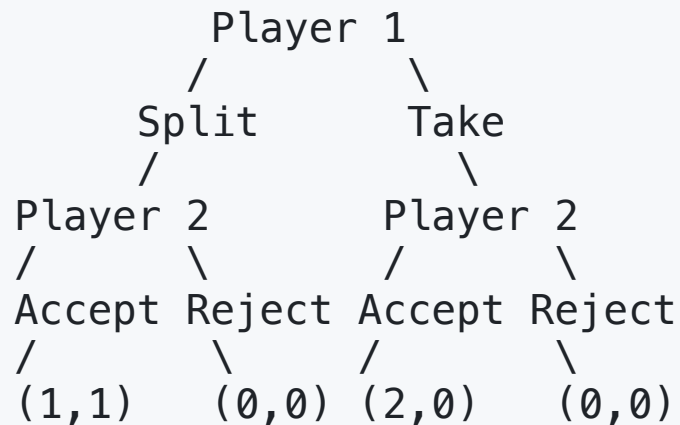 Player 1
/ \
Split Take
/ \
Player 2 Player 2
/ \ / \
Accept Reject Accept Reject
/ \ / \
(1,1) (0,0) (2,0) (0,0)